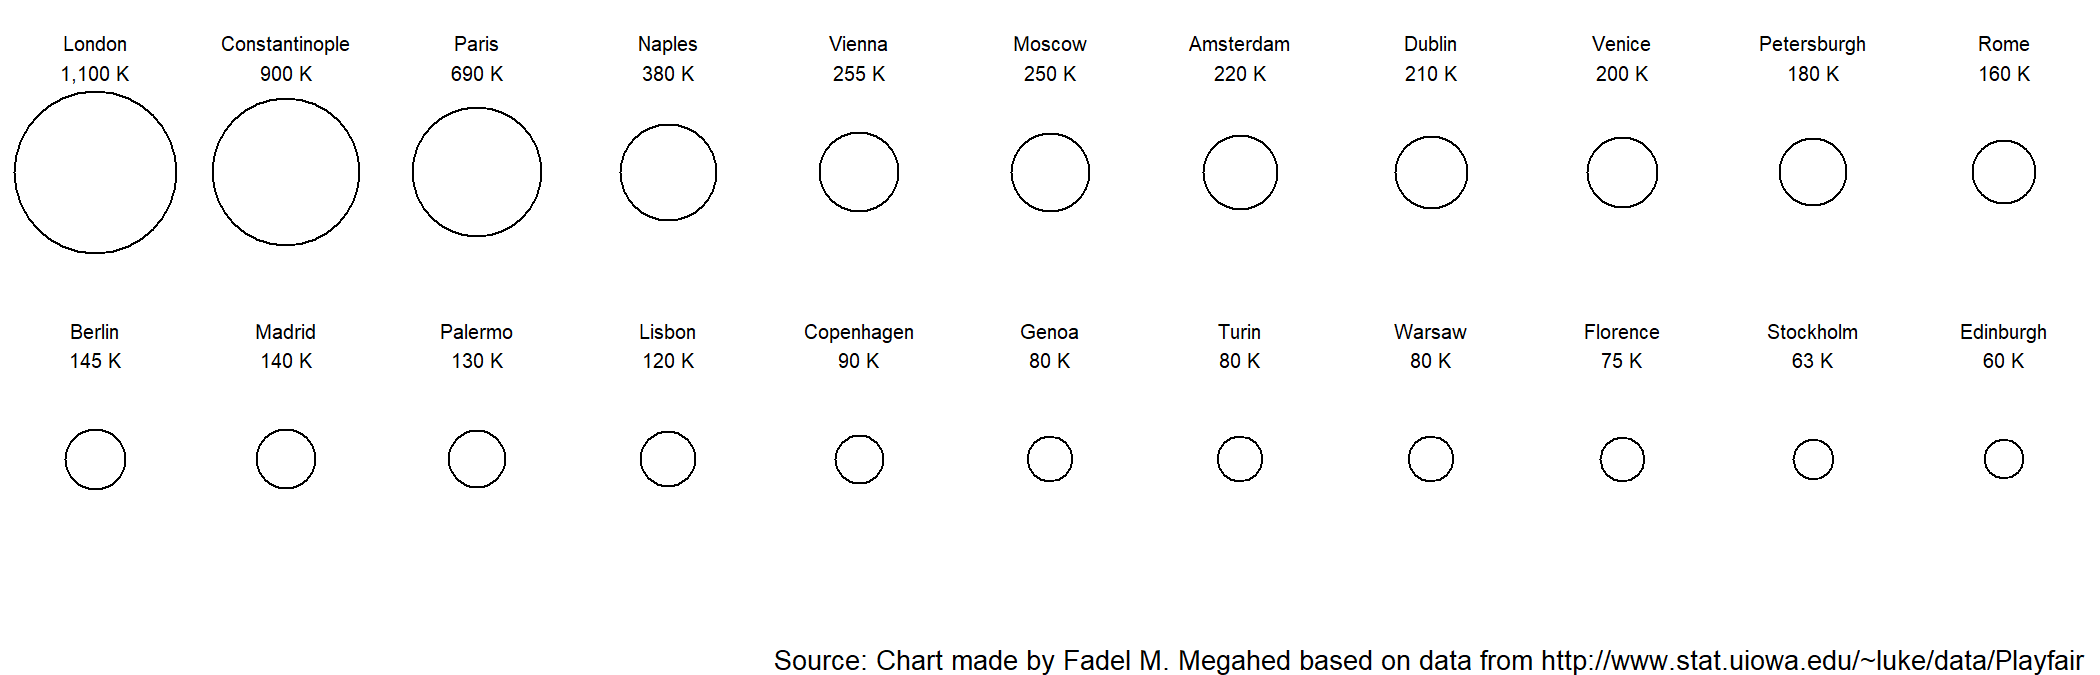 London Constantinople Paris Naples Vienna Moscow Amsterdam Dublin Venice Petersburgh Rome
1,100 K 900 K 690 K 380 K 255 K 250 K 220 K 210 K 200 K 180 K 160 K
Berlin Madrid Palermo Lisbon Copenhagen Genoa Turin Warsaw Florence Stockholm Edinburgh
145 K 140 K 130 K 120 K 90 K 80 K 80 K 80 K 75 K 63 K 60 K
Source: Chart made by Fadel M. Megahed based on data from http://www.stat.uiowa.edu/~luke/data/Playfair